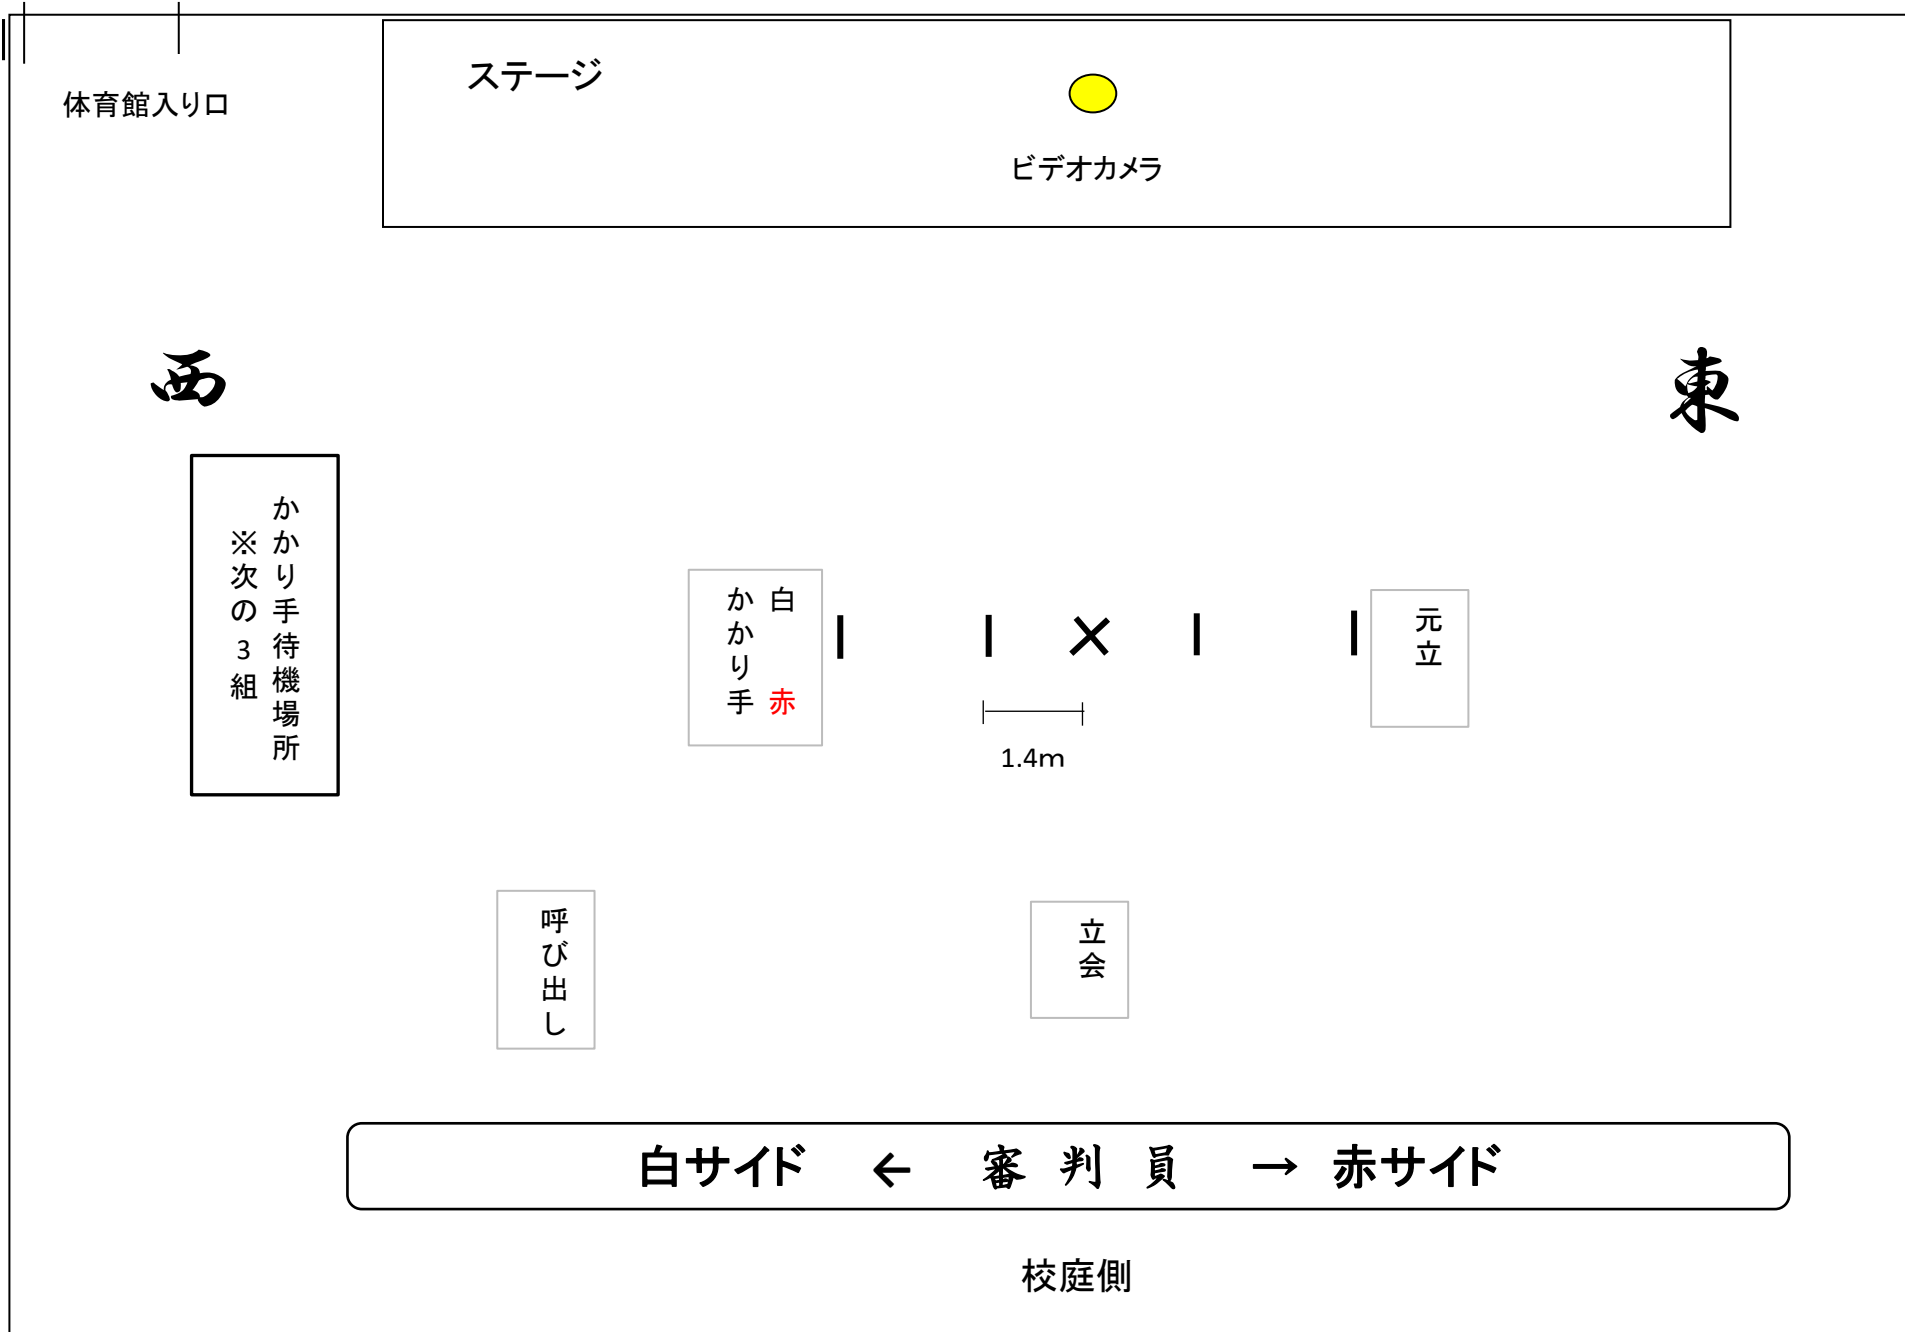 ステージ
体育館入り口
ビデオカメラ
西
東
かかり手待機場所
※次の3組
白 赤
かかり手
元立
1.4m
呼び出し
立会
白サイド ← 審判員 → 赤サイド
校庭側